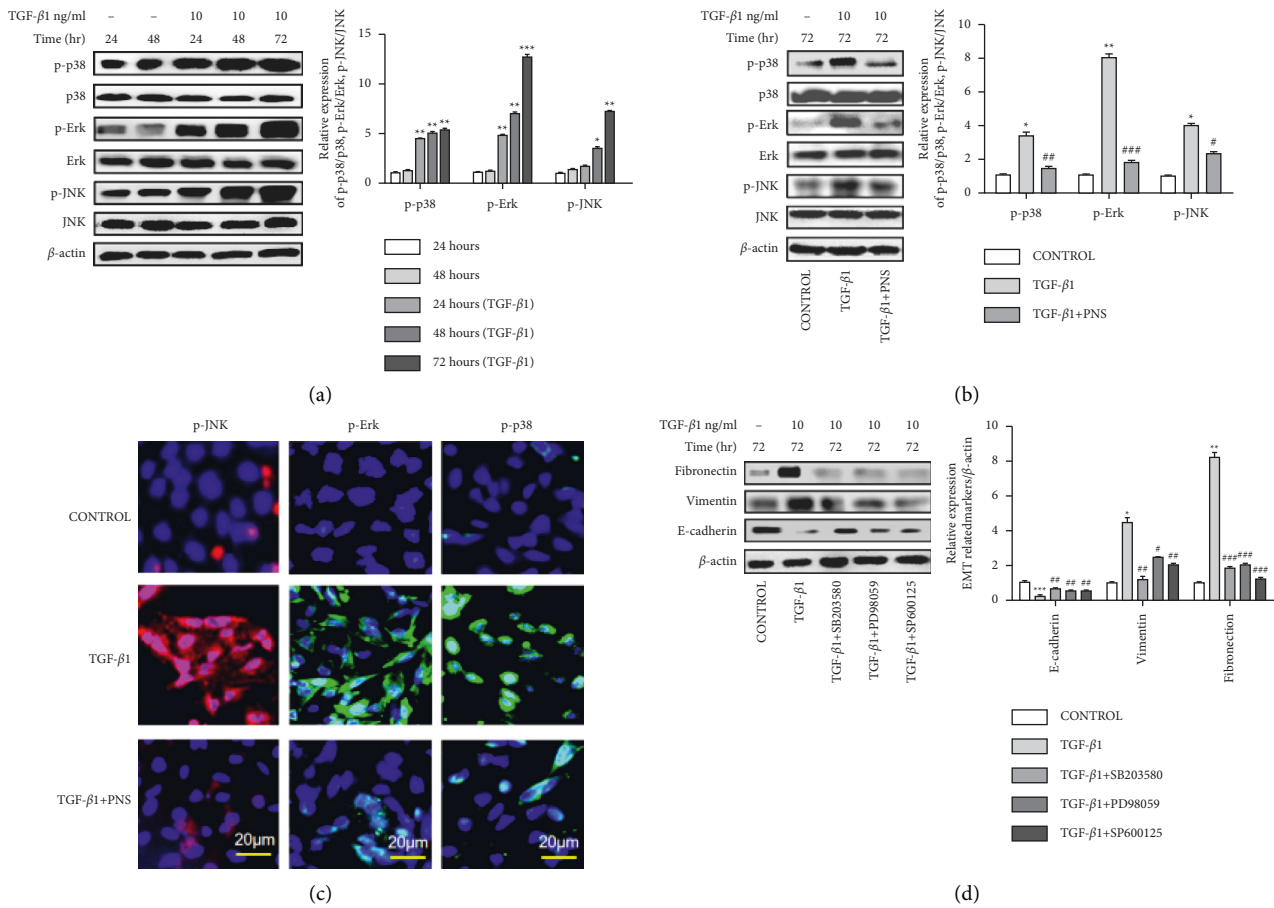 TGF-β1 ng/ml – – 10 10 10
Time (hr) 24 48 24 48 72
p-p38
p38
p-Erk
Erk
p-JNK
JNK
β-actin
Relative expression
of p-p38/p38, p-Erk/Erk, p-JNK/JNK
15
10
5
0
** ** **
** ** ***
* **
p-p38 p-Erk p-JNK
24 hours
48 hours
24 hours (TGF-β1)
48 hours (TGF-β1)
72 hours (TGF-β1)
(a)
TGF-β1 ng/ml – 10 10
Time (hr) 72 72 72
p-p38
p38
p-Erk
Erk
p-JNK
JNK
β-actin
CONTROL
TGF-β1
TGF-β1+PNS
Relative expression
of p-p38/p38, p-Erk/Erk, p-JNK/JNK
10
8
6
4
2
0
* ##
** ###
* #
p-p38 p-Erk p-JNK
CONTROL
TGF-β1
TGF-β1+PNS
(b)
p-JNK p-Erk p-p38
CONTROL
TGF-β1
TGF-β1+PNS
20μm 20μm 20μm
(c)
TGF-β1 ng/ml – 10 10 10 10
Time (hr) 72 72 72 72 72
Fibronectin
Vimentin
E-cadherin
β-actin
CONTROL
TGF-β1
TGF-β1+SB203580
TGF-β1+PD98059
TGF-β1+SP600125
Relative expression
EMT relatedmarkers/β-actin
10
8
6
4
2
0
*** ## ## ##
* ## # ##
** ### ### ###
E-cadherin
Vimentin
Fibronection
CONTROL
TGF-β1
TGF-β1+SB203580
TGF-β1+PD98059
TGF-β1+SP600125
(d)